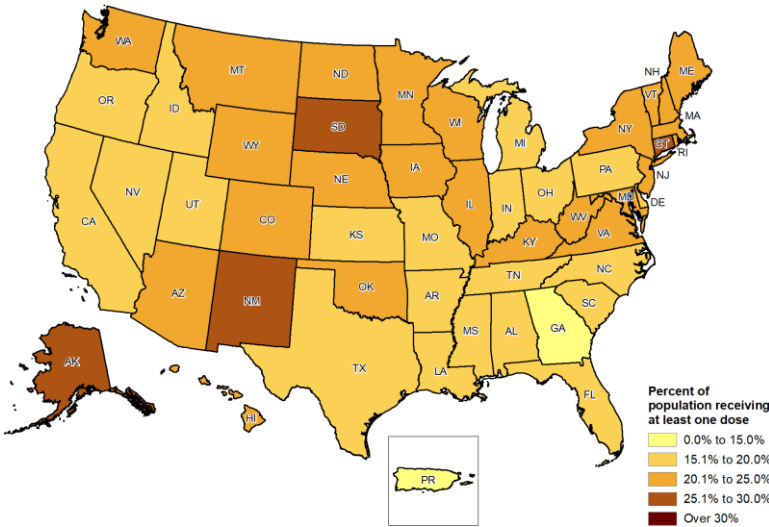 WA
MT
ND
MN
OR
ID
WY
SD
WI
MI
NH
VT
ME
NY
MA
CT
RI
NV
UT
CO
NE
IA
IL
IN
OH
PA
NJ
MD
DE
CA
KS
MO
KY
WV
VA
AZ
NM
OK
AR
TN
NC
SC
TX
LA
MS
AL
GA
FL
AK
HI
PR
Percent of
population receiving
at least one dose
0.0% to 15.0%
15.1% to 20.0%
20.1% to 25.0%
25.1% to 30.0%
Over 30%